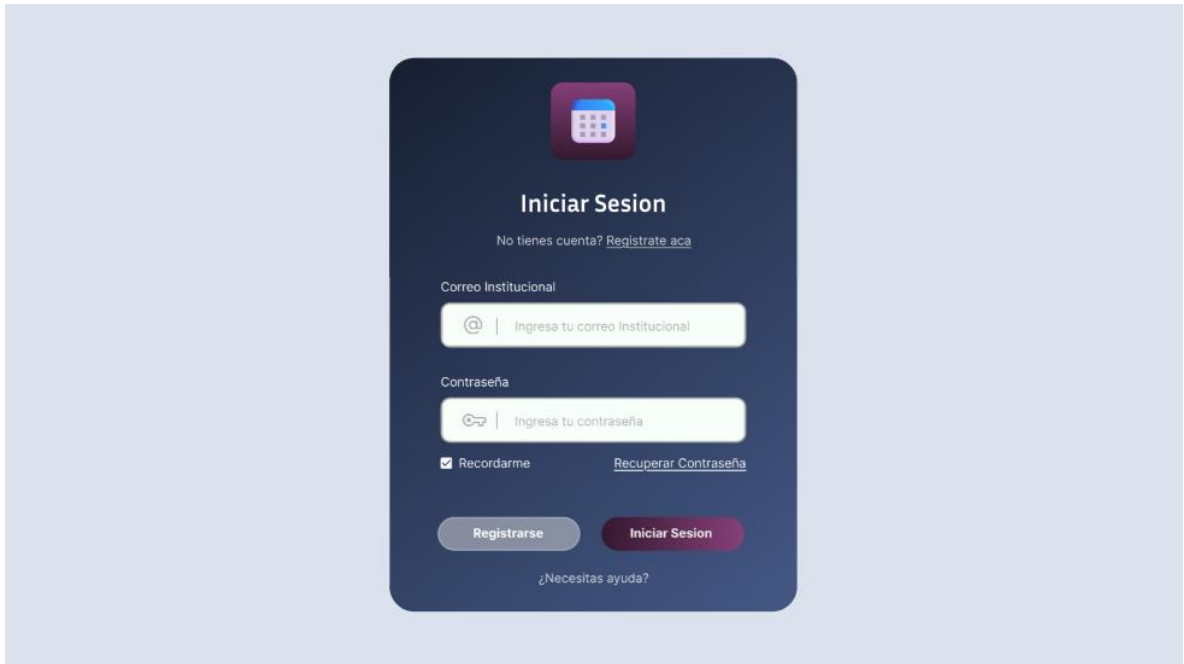 Iniciar Sesion
No tienes cuenta? Registrate aca
Correo Institucional
@ | Ingresa tu correo Institucional
Contraseña
Ingresa tu contraseña
Recordarme Recuperar Contraseña
Registrarse Iniciar Sesion
¿Necesitas ayuda?